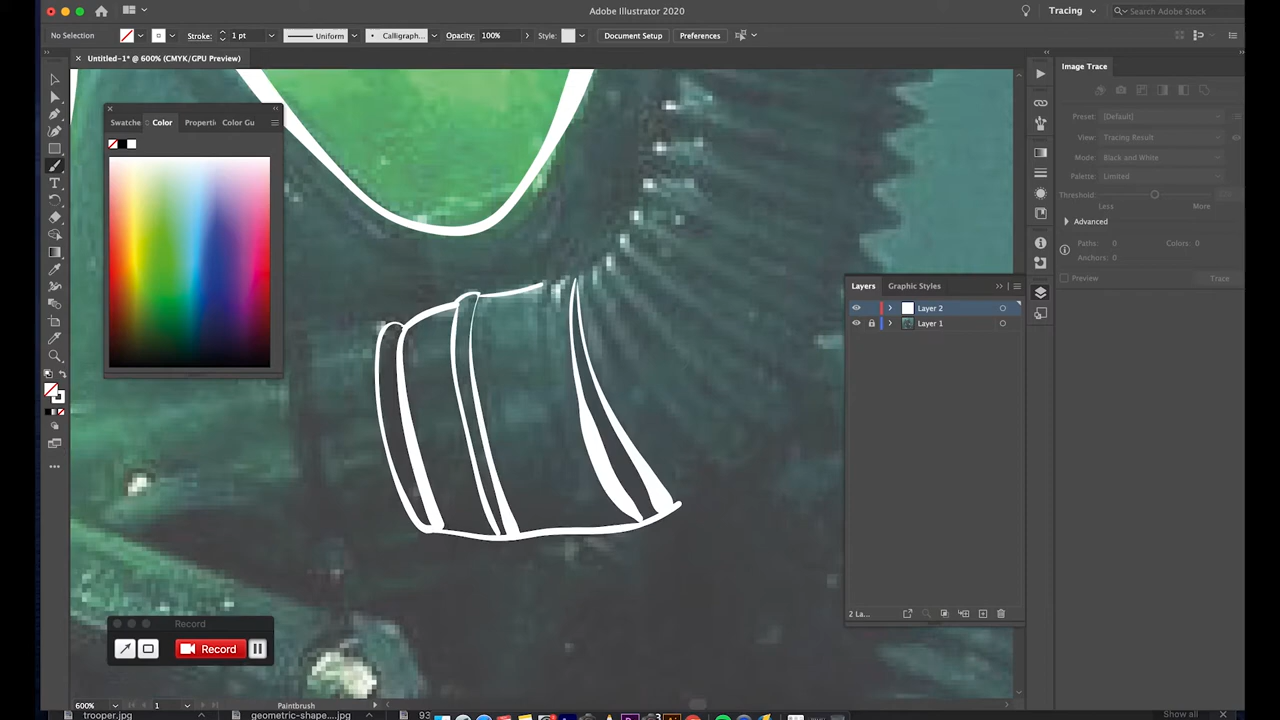 Adobe Illustrator 2020
Tracing
Search Adobe Stock
No Selection
Stroke:
1 pt
Uniform
Calligraph...
Opacity:
100%
Style:
Document Setup
Preferences
Untitled-1* @ 600% (CMYK/GPU Preview)
Swatche
Color
Properti
Color Gu
Image Trace
Preset:
[Default]
View:
Tracing Result
Mode:
Black and White
Palette:
Limited
Threshold:
Less
More
Advanced
Paths:
0
Colors:
0
Anchors:
0
Preview
Trace
Layers
Graphic Styles
Layer 2
Layer 1
2 La...
Record
Record
600%
1
Paintbrush
trooper.jpg
geometric-shape....jpg
93
Show all